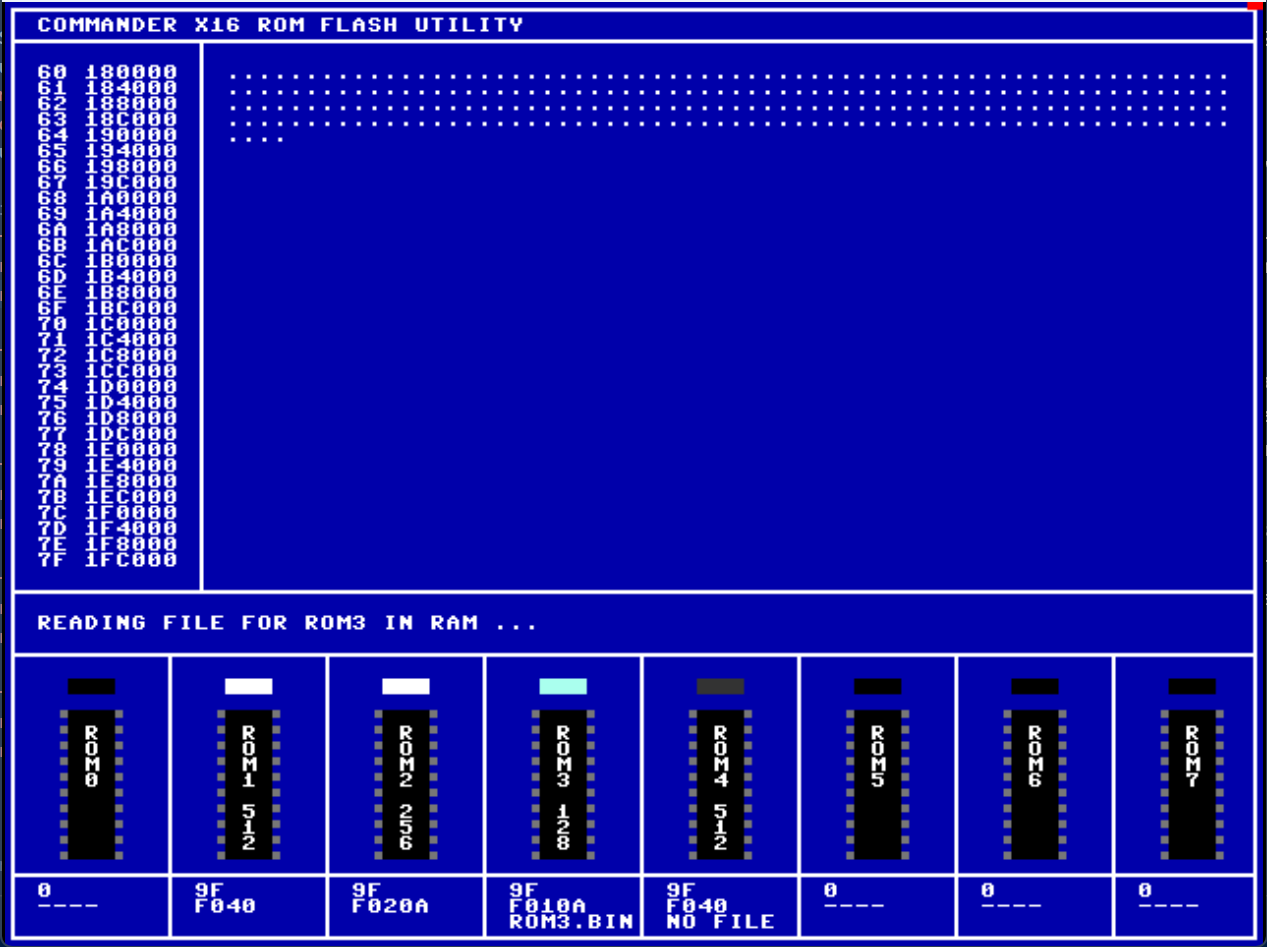 COMMANDER X16 ROM FLASH UTILITY
60 180000 ................................................................
61 184000 ................................................................
62 188000 ................................................................
63 18C000 ................................................................
64 190000 ....
65 194000
66 198000
67 19C000
68 1A0000
69 1A4000
6A 1A8000
6B 1AC000
6C 1B0000
6D 1B4000
6E 1B8000
6F 1BC000
70 1C0000
71 1C4000
72 1C8000
73 1CC000
74 1D0000
75 1D4000
76 1D8000
77 1DC000
78 1E0000
79 1E4000
7A 1E8000
7B 1EC000
7C 1F0000
7D 1F4000
7E 1F8000
7F 1FC000
READING FILE FOR ROM3 IN RAM ...
ROM0
ROM1 512
ROM2 256
ROM3 128
ROM4 512
ROM5
ROM6
ROM7
0
----
9F
F040
9F
F020A
9F
F010A
ROM3.BIN
9F
F040
NO FILE
0
----
0
----
0
----